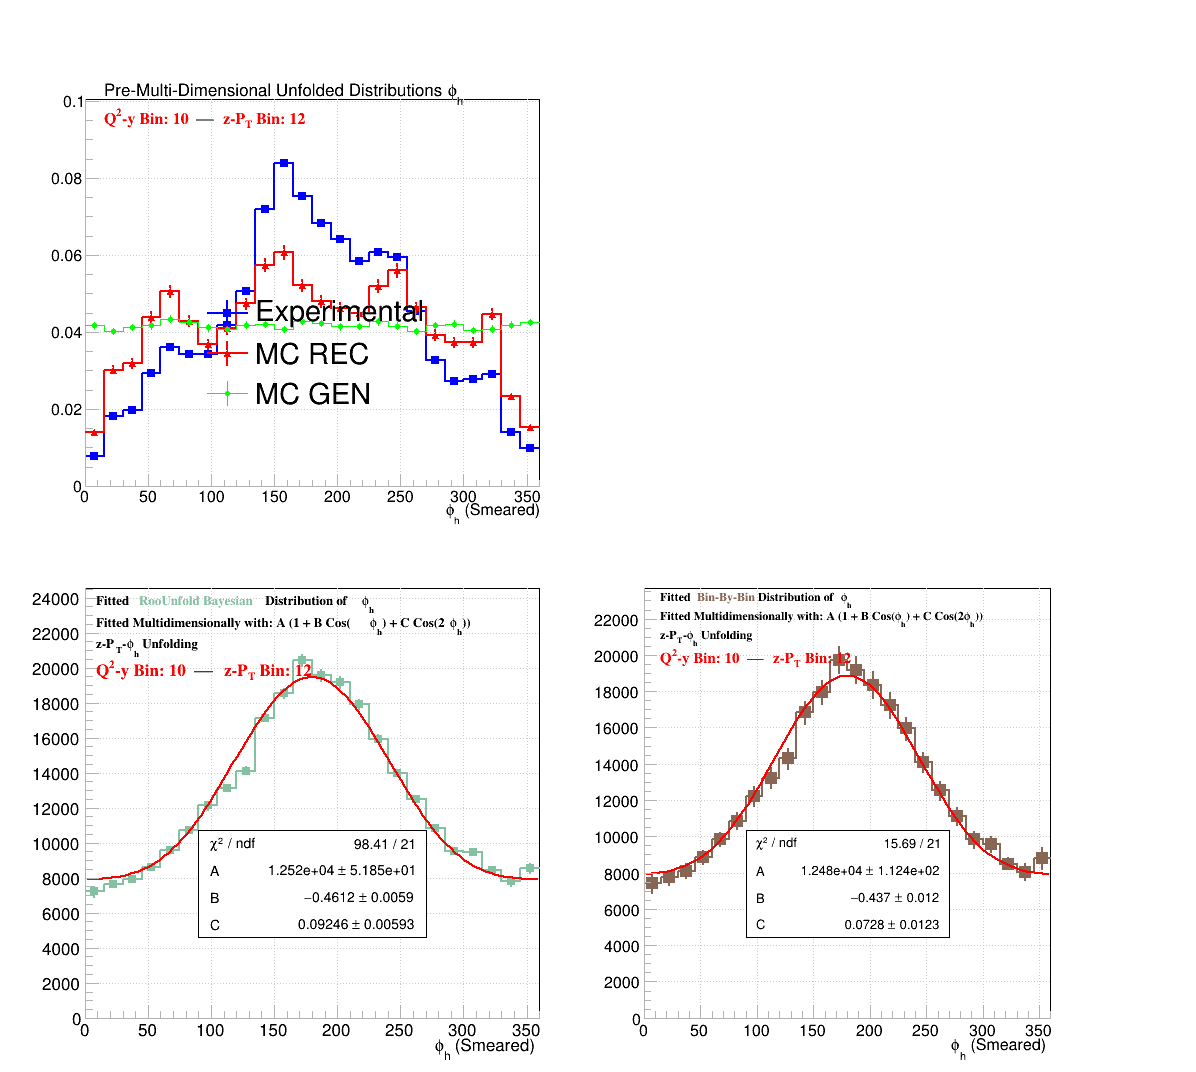 Pre-Multi-Dimensional Unfolded Distributions ϕh
Q²-y Bin: 10 — z-PT Bin: 12
0.1
0.08
0.06
0.04
0.02
0
Experimental
MC REC
MC GEN
0 50 100 150 200 250 300 350
ϕh (Smeared)
Fitted RooUnfold Bayesian Distribution of ϕh
Fitted Multidimensionally with: A (1 + B Cos( ϕh) + C Cos(2 ϕh))
z-PT-ϕh Unfolding
Q²-y Bin: 10 — z-PT Bin: 12
24000
22000
20000
18000
16000
14000
12000
10000
8000
6000
4000
2000
0
χ² / ndf 98.41 / 21
A 1.252e+04 ± 5.185e+01
B −0.4612 ± 0.0059
C 0.09246 ± 0.00593
0 50 100 150 200 250 300 350
ϕh (Smeared)
Fitted Bin-By-Bin Distribution of ϕh
Fitted Multidimensionally with: A (1 + B Cos(ϕh) + C Cos(2ϕh))
z-PT-ϕh Unfolding
Q²-y Bin: 10 — z-PT Bin: 12
22000
20000
18000
16000
14000
12000
10000
8000
6000
4000
2000
0
χ² / ndf 15.69 / 21
A 1.248e+04 ± 1.124e+02
B −0.437 ± 0.012
C 0.0728 ± 0.0123
0 50 100 150 200 250 300 350
ϕh (Smeared)